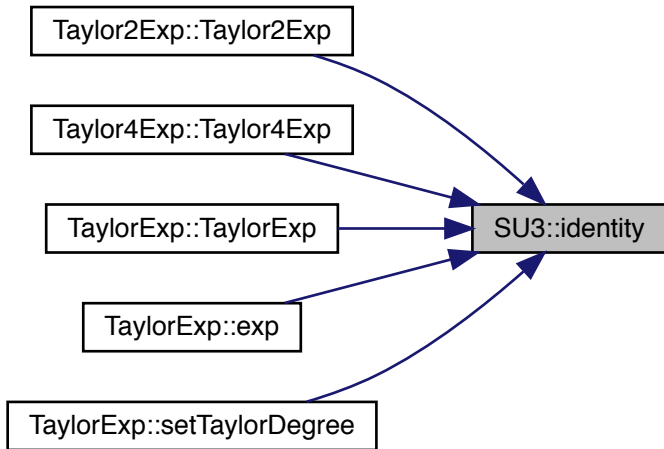 Taylor2Exp::Taylor2Exp
Taylor4Exp::Taylor4Exp
TaylorExp::TaylorExp
SU3::identity
TaylorExp::exp
TaylorExp::setTaylorDegree